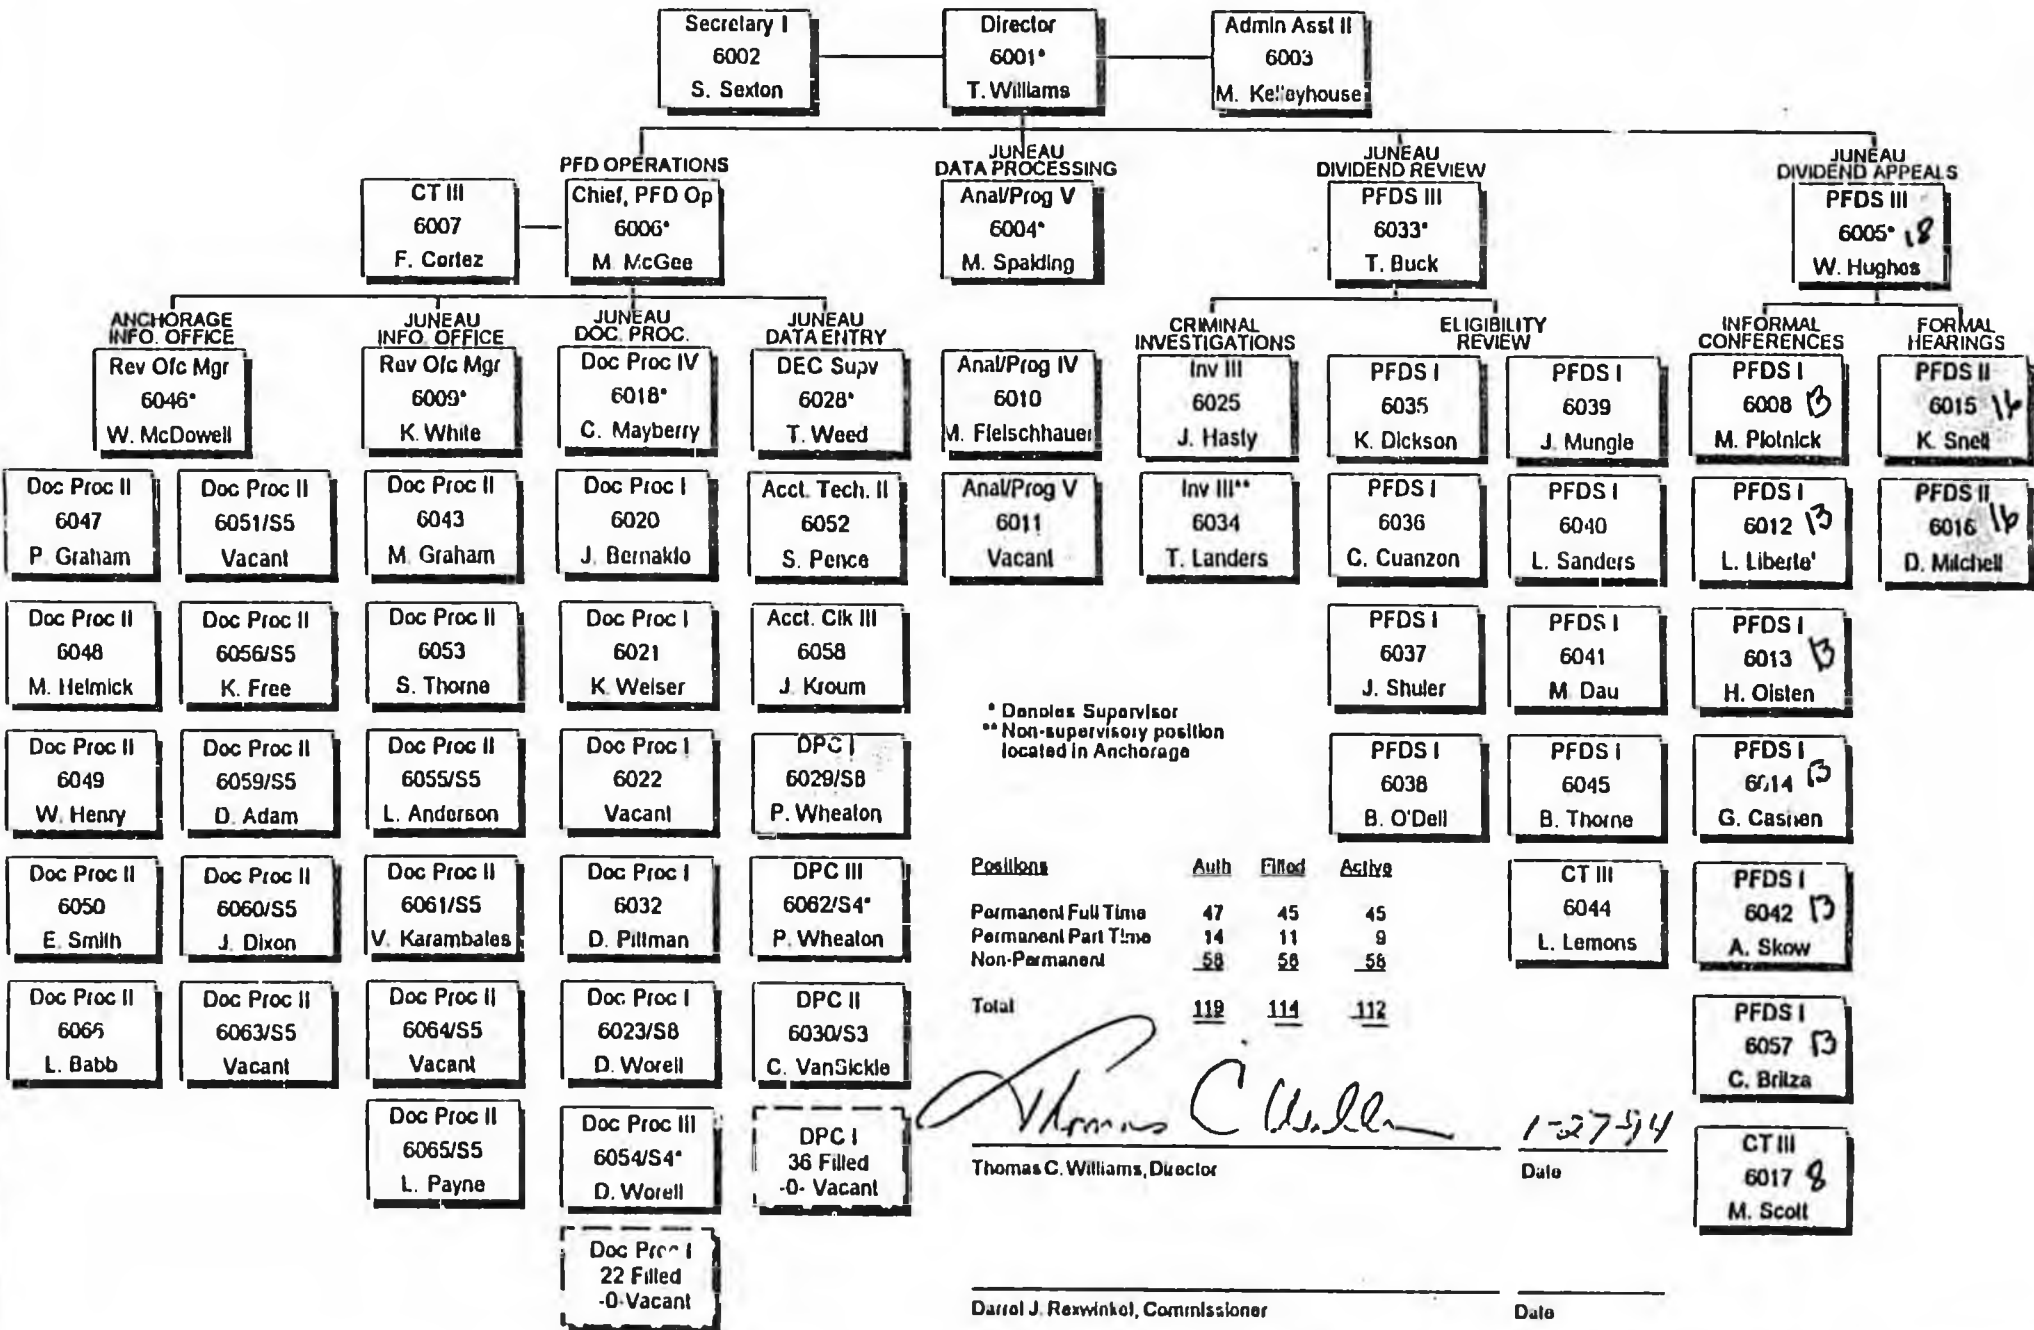 Secretary I
6002
S. Sexton
Director
6001*
T. Williams
Admin Asst II
6003
M. Kelleyhouse
PFD OPERATIONS
CT III
6007
F. Cortez
Chief, PFD Op
6006*
M. McGee
JUNEAU
DATA PROCESSING
Anal/Prog V
6004*
M. Spalding
JUNEAU
DIVIDEND REVIEW
PFDS III
6033*
T. Buck
JUNEAU
DIVIDEND APPEALS
PFDS III
6005* 18
W. Hughes
ANCHORAGE
INFO. OFFICE
Rev Ofc Mgr
6046*
W. McDowell
Doc Proc II
6047
P. Graham
Doc Proc II
6048
M. Helmick
Doc Proc II
6049
W. Henry
Doc Proc II
6050
E. Smith
Doc Proc II
6066
L. Babb
Doc Proc II
6051/S5
Vacant
Doc Proc II
6056/S5
K. Free
Doc Proc II
6059/S5
D. Adam
Doc Proc II
6060/S5
J. Dixon
Doc Proc II
6063/S5
Vacant
JUNEAU
INFO. OFFICE
Rev Ofc Mgr
6009*
K. White
Doc Proc II
6043
M. Graham
Doc Proc II
6053
S. Thorne
Doc Proc II
6055/S5
L. Anderson
Doc Proc II
6061/S5
V. Karambales
Doc Proc II
6064/S5
Vacant
Doc Proc II
6065/S5
L. Payne
JUNEAU
DOC. PROC.
Doc Proc IV
6018*
C. Mayberry
Doc Proc I
6020
J. Bernaldo
Doc Proc I
6021
K. Welser
Doc Proc I
6022
Vacant
Doc Proc I
6032
D. Pittman
Doc Proc I
6023/S8
D. Worell
Doc Proc III
6054/S4*
D. Worell
Doc Proc I
22 Filled
-0-Vacant
JUNEAU
DATA ENTRY
DEC Supv
6028*
T. Weed
Acct. Tech. II
6052
S. Pence
Acct. Clk III
6058
J. Kroum
DPC I
6029/S8
P. Wheaton
DPC III
6062/S4*
P. Wheaton
DPC II
6030/S3
C. VanSickle
DPC I
36 Filled
-0- Vacant
Anal/Prog IV
6010
M. Fleischhauer
Anal/Prog V
6011
Vacant
CRIMINAL
INVESTIGATIONS
Inv III
6025
J. Hasty
Inv III**
6034
T. Landers
ELIGIBILITY
REVIEW
PFDS I
6035
K. Dickson
PFDS I
6036
C. Cuanzon
PFDS I
6037
J. Shuler
PFDS I
6038
B. O'Dell
PFDS I
6039
J. Mungle
PFDS I
6040
L. Sanders
PFDS I
6041
M. Dau
PFDS I
6045
B. Thorne
CT III
6044
L. Lemons
INFORMAL
CONFERENCES
PFDS I
6008 13
M. Plotnick
PFDS I
6012 13
L. Liberte'
PFDS I
6013 13
H. Oisten
PFDS I
6014 13
G. Cashen
PFDS I
6042 13
A. Skow
PFDS I
6057 13
C. Britza
CT III
6017 8
M. Scott
FORMAL
HEARINGS
PFDS II
6015 16
K. Snell
PFDS II
6016 16
D. Mitchell
* Denotes Supervisor
** Non-supervisory position
located in Anchorage
Positions Auth Filled Active
Permanent Full Time 47 45 45
Permanent Part Time 14 11 9
Non-Permanent 58 58 58
Total 119 114 112
Thomas C Williams 1-27-94
Thomas C. Williams, Director Date
Darrel J. Rexwinkel, Commissioner Date